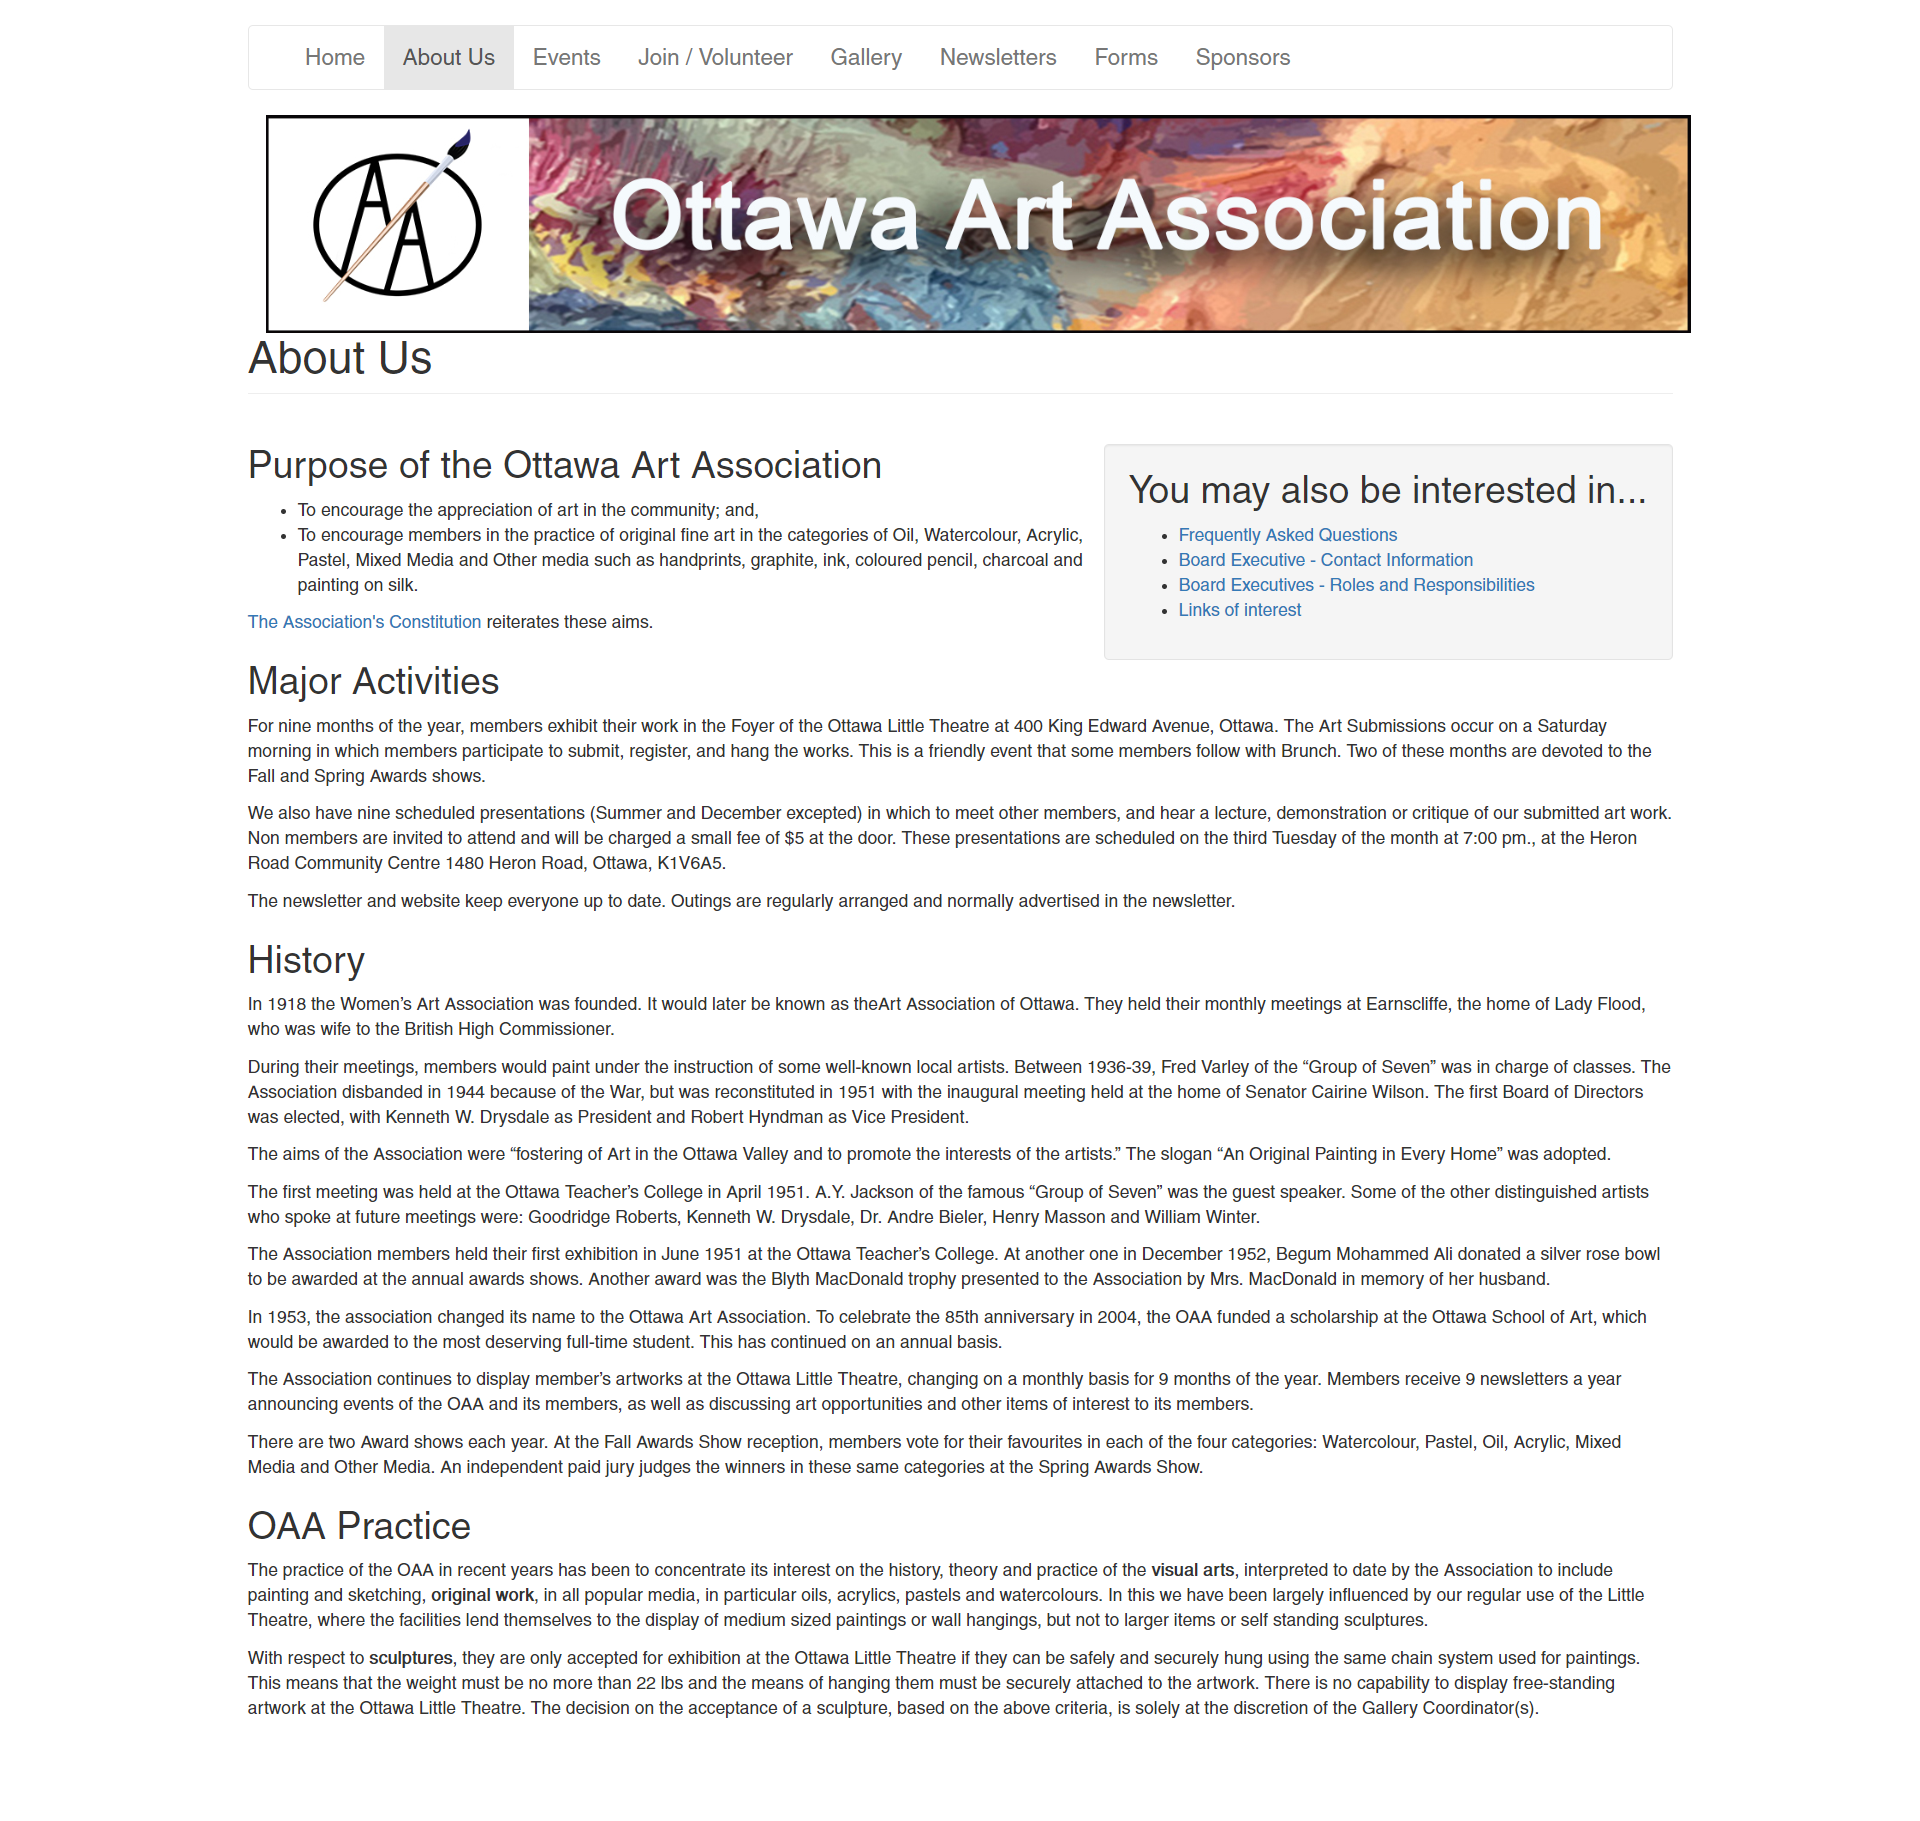 Home About Us Events Join / Volunteer Gallery Newsletters Forms Sponsors
AA
Ottawa Art Association
About Us
Purpose of the Ottawa Art Association
• To encourage the appreciation of art in the community; and,
• To encourage members in the practice of original fine art in the categories of Oil, Watercolour, Acrylic,
Pastel, Mixed Media and Other media such as handprints, graphite, ink, coloured pencil, charcoal and
painting on silk.
The Association's Constitution reiterates these aims.
You may also be interested in...
• Frequently Asked Questions
• Board Executive - Contact Information
• Board Executives - Roles and Responsibilities
• Links of interest
Major Activities
For nine months of the year, members exhibit their work in the Foyer of the Ottawa Little Theatre at 400 King Edward Avenue, Ottawa. The Art Submissions occur on a Saturday
morning in which members participate to submit, register, and hang the works. This is a friendly event that some members follow with Brunch. Two of these months are devoted to the
Fall and Spring Awards shows.
We also have nine scheduled presentations (Summer and December excepted) in which to meet other members, and hear a lecture, demonstration or critique of our submitted art work.
Non members are invited to attend and will be charged a small fee of $5 at the door. These presentations are scheduled on the third Tuesday of the month at 7:00 pm., at the Heron
Road Community Centre 1480 Heron Road, Ottawa, K1V6A5.
The newsletter and website keep everyone up to date. Outings are regularly arranged and normally advertised in the newsletter.
History
In 1918 the Women’s Art Association was founded. It would later be known as theArt Association of Ottawa. They held their monthly meetings at Earnscliffe, the home of Lady Flood,
who was wife to the British High Commissioner.
During their meetings, members would paint under the instruction of some well-known local artists. Between 1936-39, Fred Varley of the “Group of Seven” was in charge of classes. The
Association disbanded in 1944 because of the War, but was reconstituted in 1951 with the inaugural meeting held at the home of Senator Cairine Wilson. The first Board of Directors
was elected, with Kenneth W. Drysdale as President and Robert Hyndman as Vice President.
The aims of the Association were “fostering of Art in the Ottawa Valley and to promote the interests of the artists.” The slogan “An Original Painting in Every Home” was adopted.
The first meeting was held at the Ottawa Teacher’s College in April 1951. A.Y. Jackson of the famous “Group of Seven” was the guest speaker. Some of the other distinguished artists
who spoke at future meetings were: Goodridge Roberts, Kenneth W. Drysdale, Dr. Andre Bieler, Henry Masson and William Winter.
The Association members held their first exhibition in June 1951 at the Ottawa Teacher’s College. At another one in December 1952, Begum Mohammed Ali donated a silver rose bowl
to be awarded at the annual awards shows. Another award was the Blyth MacDonald trophy presented to the Association by Mrs. MacDonald in memory of her husband.
In 1953, the association changed its name to the Ottawa Art Association. To celebrate the 85th anniversary in 2004, the OAA funded a scholarship at the Ottawa School of Art, which
would be awarded to the most deserving full-time student. This has continued on an annual basis.
The Association continues to display member’s artworks at the Ottawa Little Theatre, changing on a monthly basis for 9 months of the year. Members receive 9 newsletters a year
announcing events of the OAA and its members, as well as discussing art opportunities and other items of interest to its members.
There are two Award shows each year. At the Fall Awards Show reception, members vote for their favourites in each of the four categories: Watercolour, Pastel, Oil, Acrylic, Mixed
Media and Other Media. An independent paid jury judges the winners in these same categories at the Spring Awards Show.
OAA Practice
The practice of the OAA in recent years has been to concentrate its interest on the history, theory and practice of the visual arts, interpreted to date by the Association to include
painting and sketching, original work, in all popular media, in particular oils, acrylics, pastels and watercolours. In this we have been largely influenced by our regular use of the Little
Theatre, where the facilities lend themselves to the display of medium sized paintings or wall hangings, but not to larger items or self standing sculptures.
With respect to sculptures, they are only accepted for exhibition at the Ottawa Little Theatre if they can be safely and securely hung using the same chain system used for paintings.
This means that the weight must be no more than 22 lbs and the means of hanging them must be securely attached to the artwork. There is no capability to display free-standing
artwork at the Ottawa Little Theatre. The decision on the acceptance of a sculpture, based on the above criteria, is solely at the discretion of the Gallery Coordinator(s).